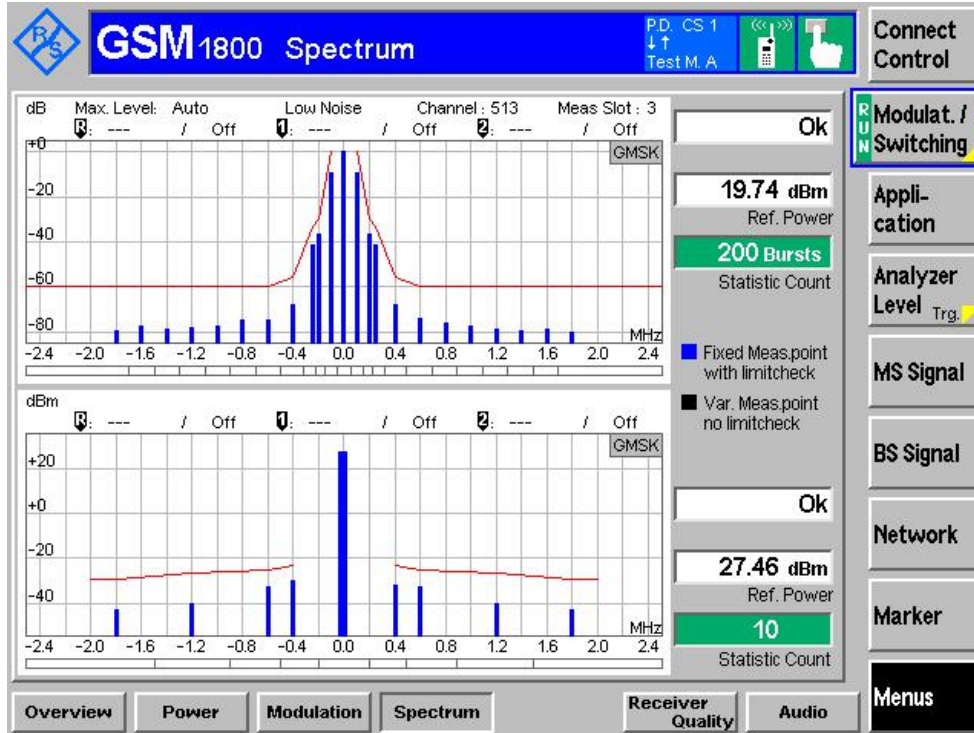 R&S
GSM 1800 Spectrum
P.D. CS 1
↓↑
Test M. A
Connect
Control
dB Max. Level: Auto Low Noise Channel : 513 Meas Slot : 3
R: --- / Off 1: --- / Off 2: --- / Off
GMSK
+0
-20
-40
-60
-80
MHz
-2.4 -2.0 -1.6 -1.2 -0.8 -0.4 0.0 0.4 0.8 1.2 1.6 2.0 2.4
Ok
19.74 dBm
Ref. Power
200 Bursts
Statistic Count
Fixed Meas.point
with limitcheck
Var. Meas.point
no limitcheck
dBm
R: --- / Off 1: --- / Off 2: --- / Off
GMSK
+20
+0
-20
-40
MHz
-2.4 -2.0 -1.6 -1.2 -0.8 -0.4 0.0 0.4 0.8 1.2 1.6 2.0 2.4
Ok
27.46 dBm
Ref. Power
10
Statistic Count
RUN
Modulat. /
Switching
Appli-
cation
Analyzer
Level Trg.
MS Signal
BS Signal
Network
Marker
Menus
Overview Power Modulation Spectrum Receiver Quality Audio